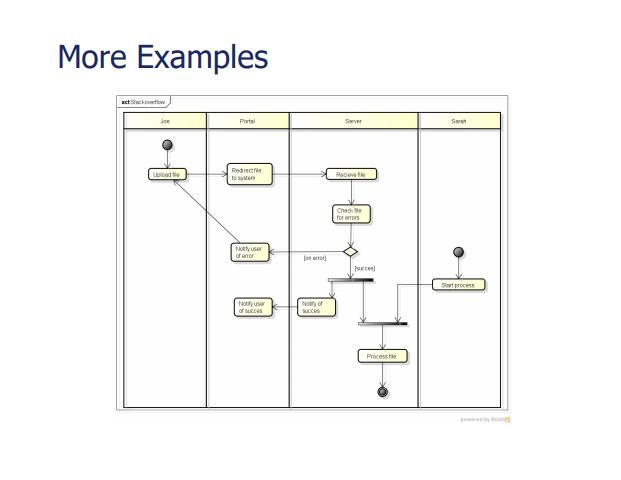 More Examples
act Stackoverflow
Joe
Portal
Server
Sarah
Upload file
Redirect file
to system
Recieve file
Check file
for errors
Notify user
of error
[on error]
[succes]
Start process
Notify user
of succes
Notify of
succes
Process file
powered by Astah